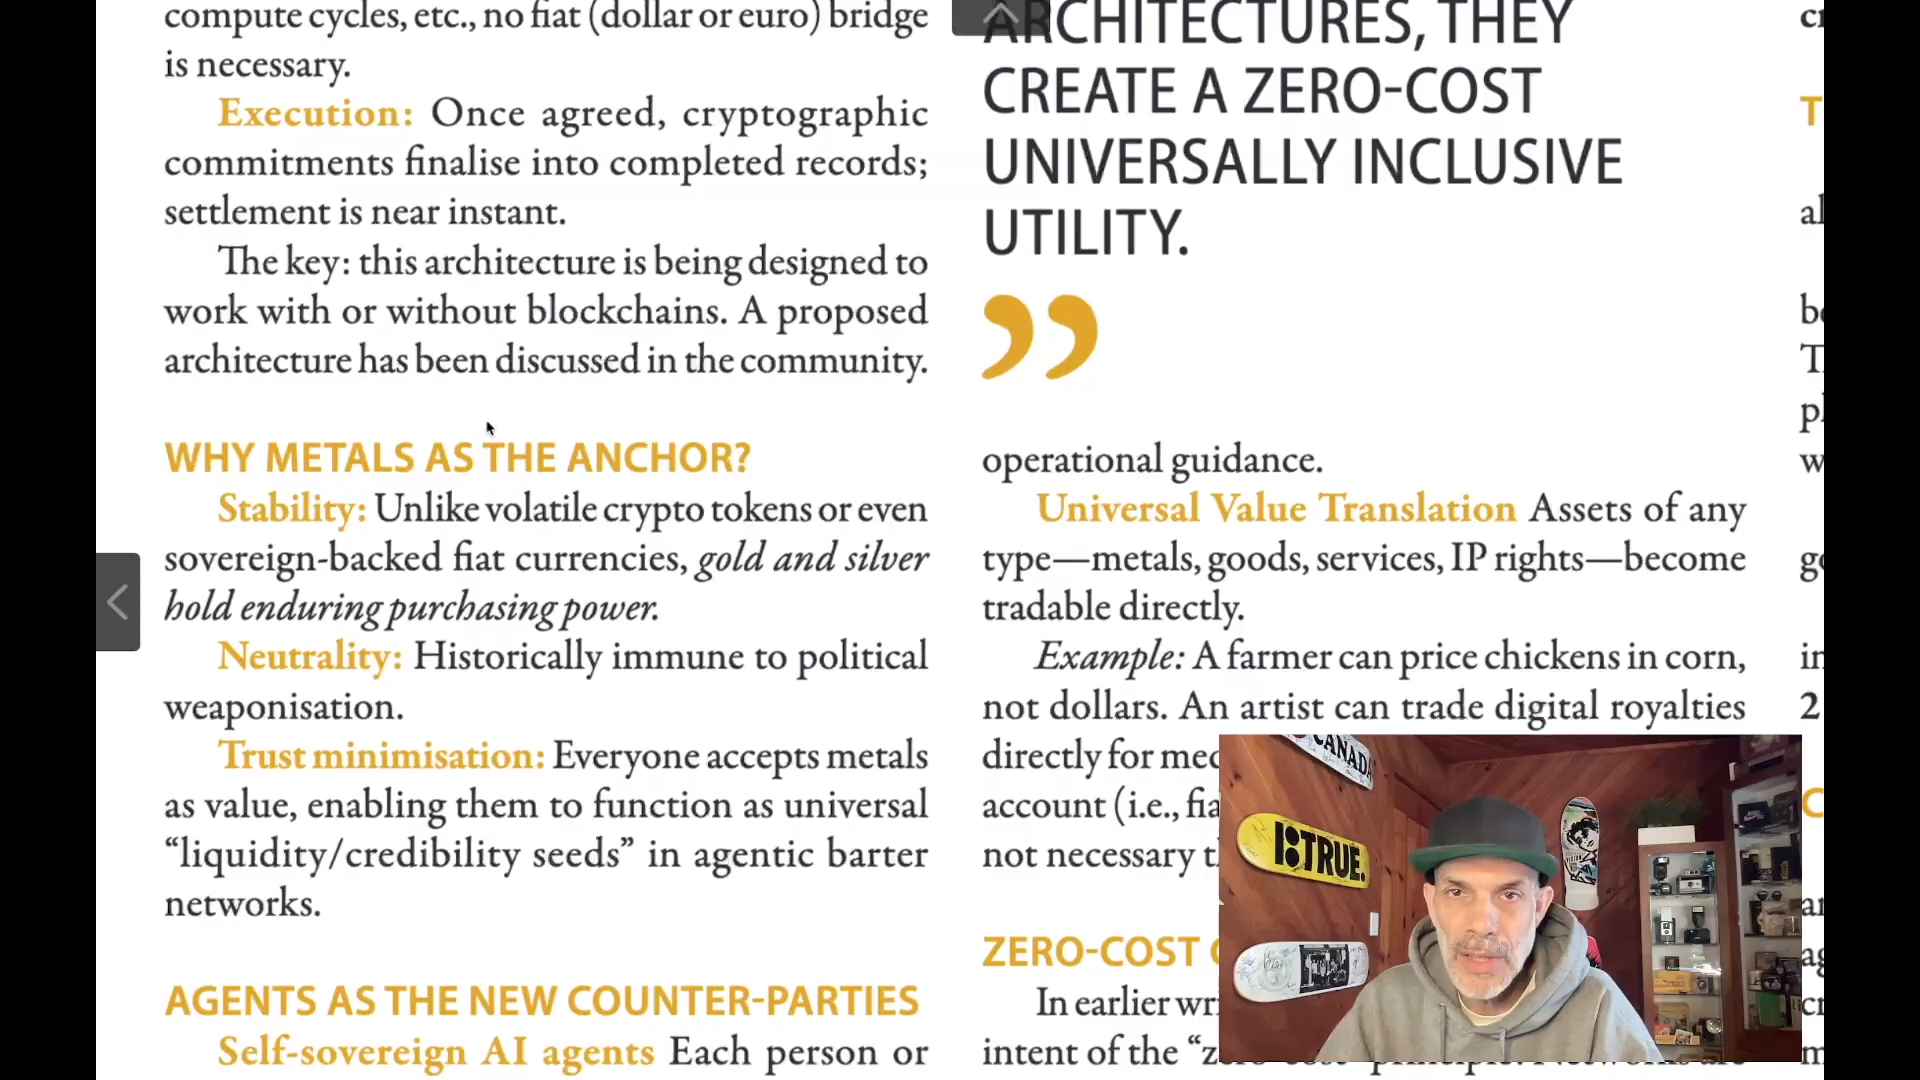 compute cycles, etc., no fiat (dollar or euro) bridge
is necessary.
Execution: Once agreed, cryptographic
commitments finalise into completed records;
settlement is near instant.
The key: this architecture is being designed to
work with or without blockchains. A proposed
architecture has been discussed in the community.
WHY METALS AS THE ANCHOR?
Stability: Unlike volatile crypto tokens or even
sovereign-backed fiat currencies, gold and silver
hold enduring purchasing power.
Neutrality: Historically immune to political
weaponisation.
Trust minimisation: Everyone accepts metals
as value, enabling them to function as universal
“liquidity/credibility seeds” in agentic barter
networks.
AGENTS AS THE NEW COUNTER-PARTIES
Self-sovereign AI agents Each person or
ARCHITECTURES, THEY
CREATE A ZERO-COST
UNIVERSALLY INCLUSIVE
UTILITY.
”
operational guidance.
Universal Value Translation Assets of any
type—metals, goods, services, IP rights—become
tradable directly.
Example: A farmer can price chickens in corn,
not dollars. An artist can trade digital royalties
directly for
account (i.e.,
not necessary
ZERO-COST
In earlier
intent of the
CANADA
TRUE.